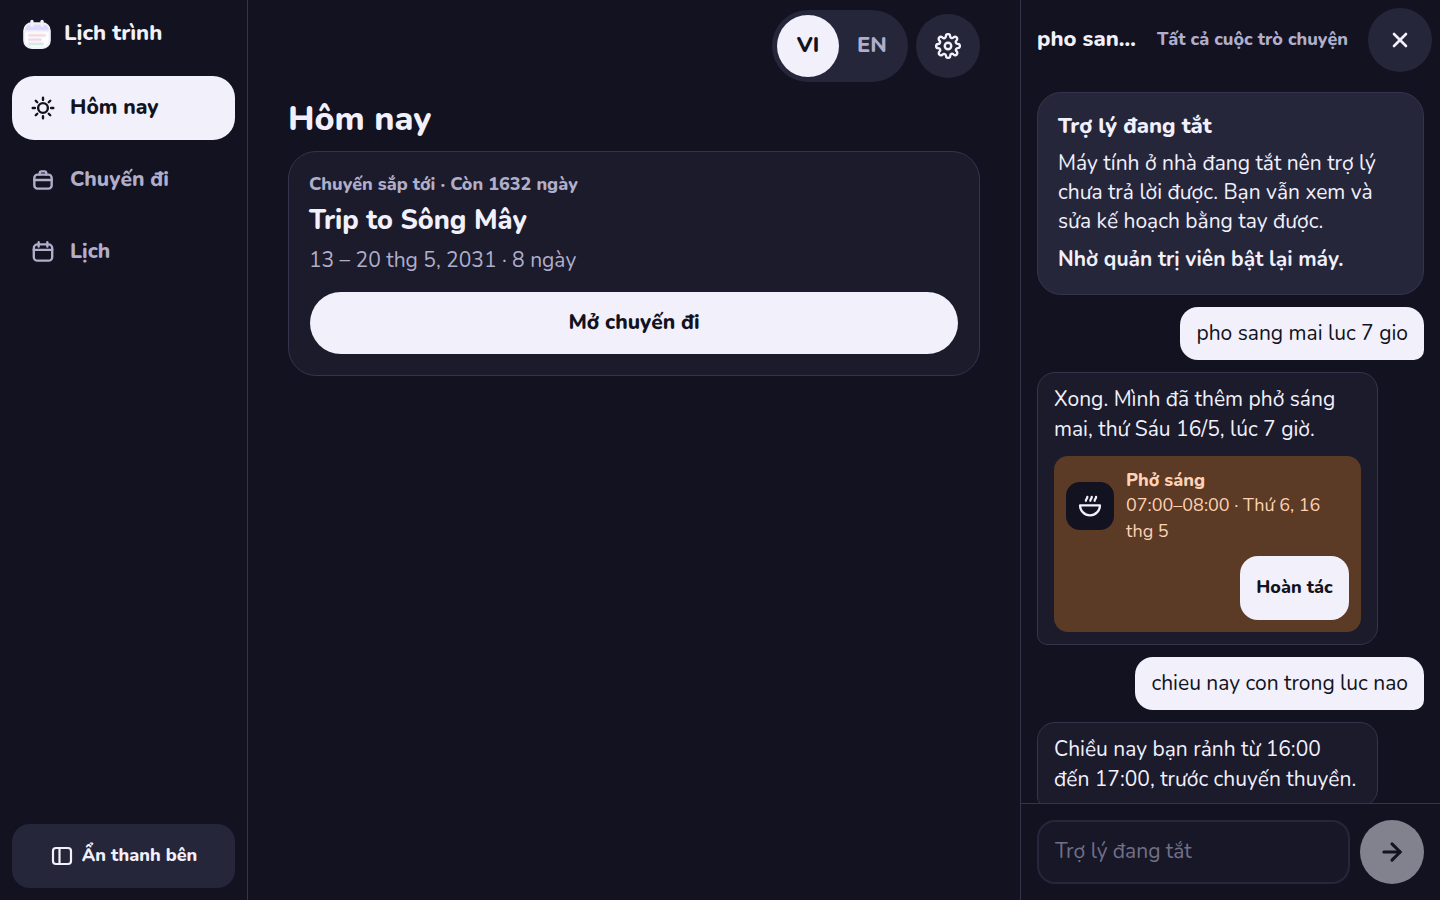 Lịch trình
Hôm nay
Chuyến đi
Lịch
Ẩn thanh bên
VI
EN
Hôm nay
Chuyến sắp tới · Còn 1632 ngày
Trip to Sông Mây
13 – 20 thg 5, 2031 · 8 ngày
Mở chuyến đi
pho san...
Tất cả cuộc trò chuyện
Trợ lý đang tắt
Máy tính ở nhà đang tắt nên trợ lý
chưa trả lời được. Bạn vẫn xem và
sửa kế hoạch bằng tay được.
Nhờ quản trị viên bật lại máy.
pho sang mai luc 7 gio
Xong. Mình đã thêm phở sáng
mai, thứ Sáu 16/5, lúc 7 giờ.
Phở sáng
07:00–08:00 · Thứ 6, 16
thg 5
Hoàn tác
chieu nay con trong luc nao
Chiều nay bạn rảnh từ 16:00
đến 17:00, trước chuyến thuyền.
Trợ lý đang tắt